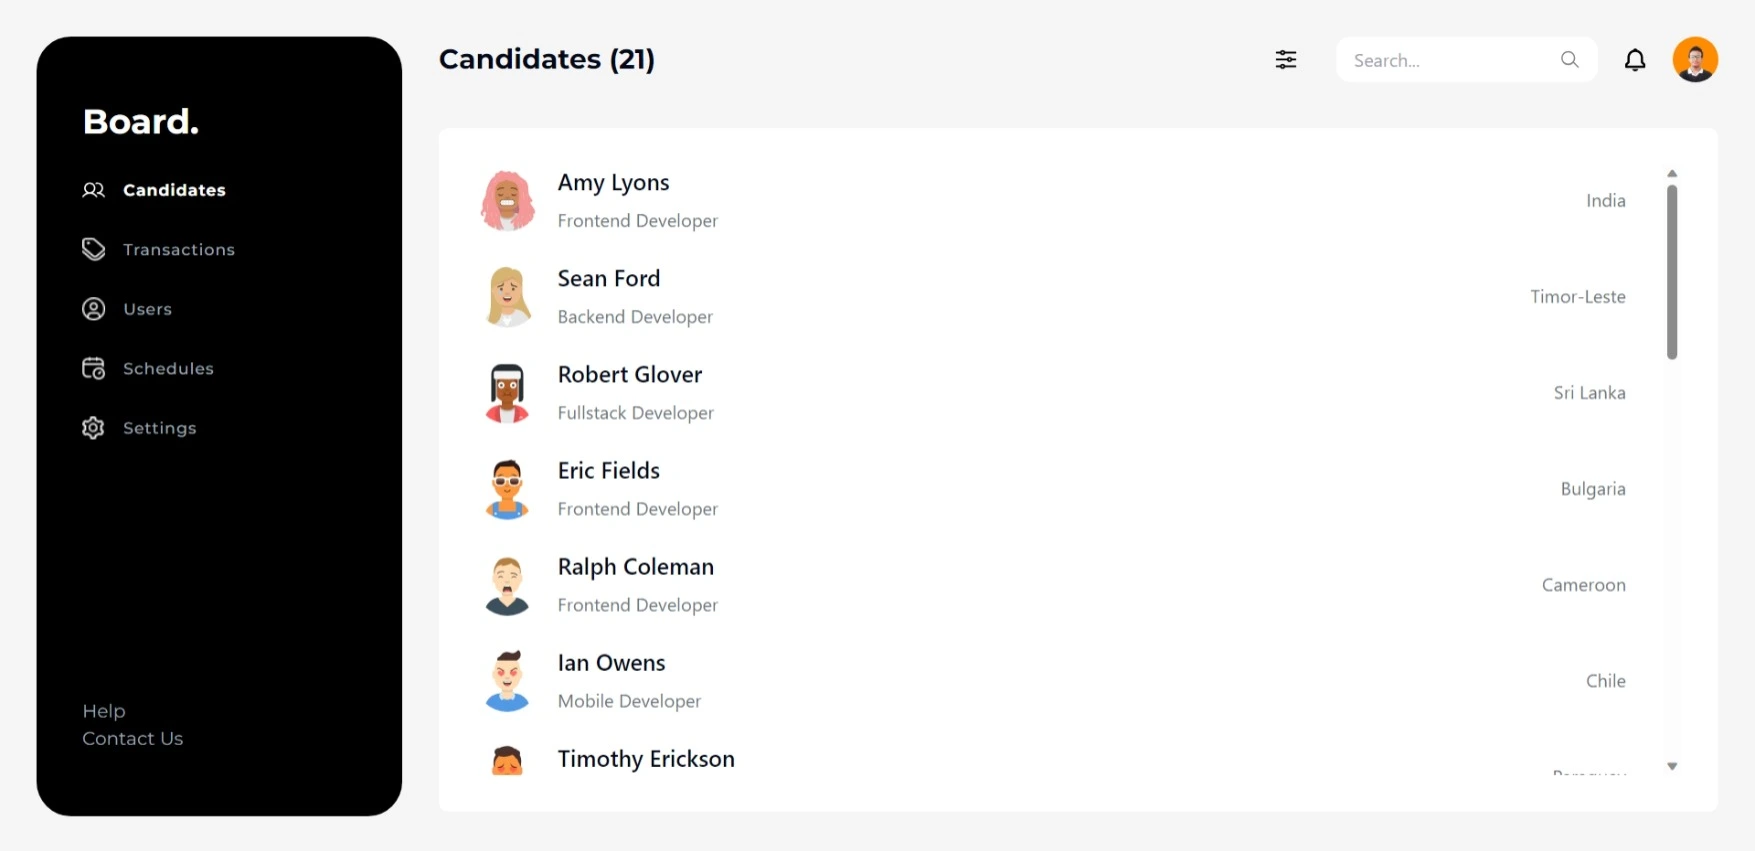 Board.
Candidates
Transactions
Users
Schedules
Settings
Help
Contact Us
Candidates (21)
Search...
Amy Lyons
Frontend Developer
India
Sean Ford
Backend Developer
Timor-Leste
Robert Glover
Fullstack Developer
Sri Lanka
Eric Fields
Frontend Developer
Bulgaria
Ralph Coleman
Frontend Developer
Cameroon
Ian Owens
Mobile Developer
Chile
Timothy Erickson